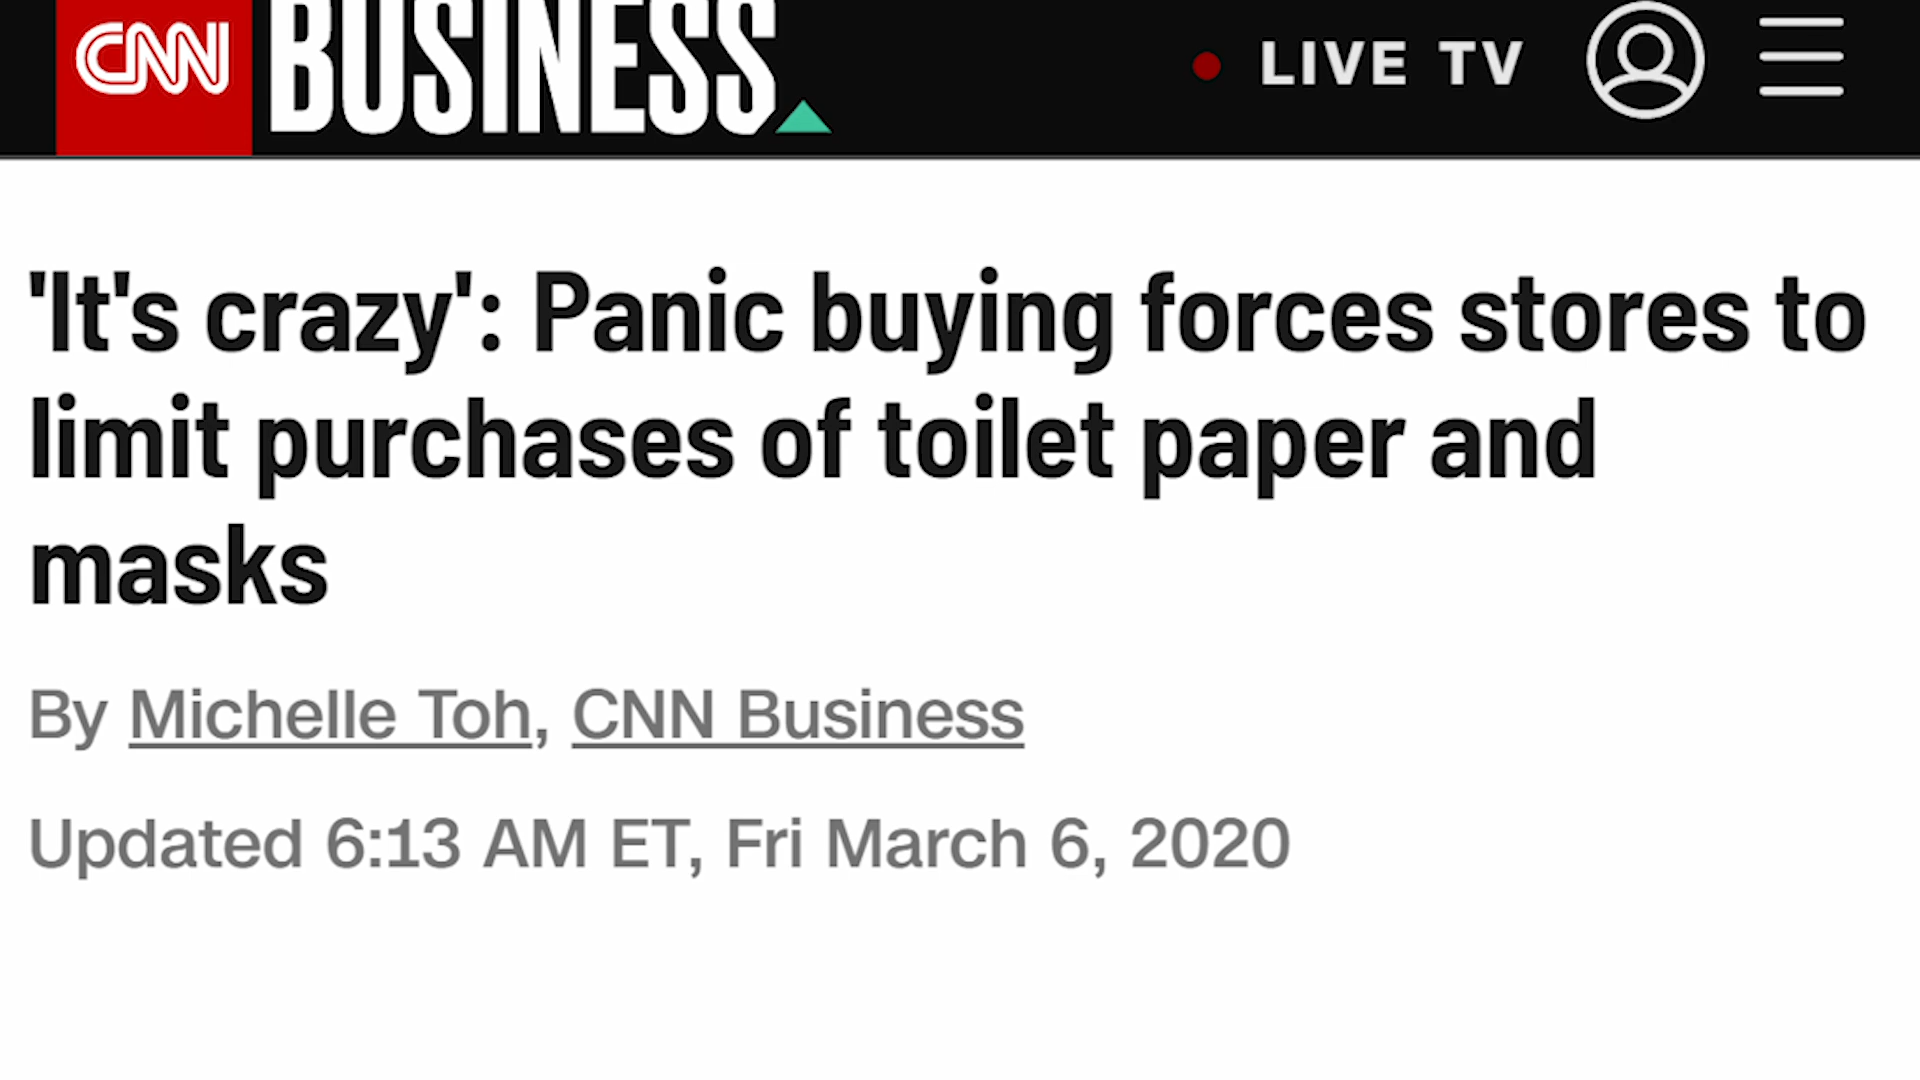 CNN BUSINESS LIVE TV
'It's crazy': Panic buying forces stores to
limit purchases of toilet paper and
masks
By Michelle Toh, CNN Business
Updated 6:13 AM ET, Fri March 6, 2020